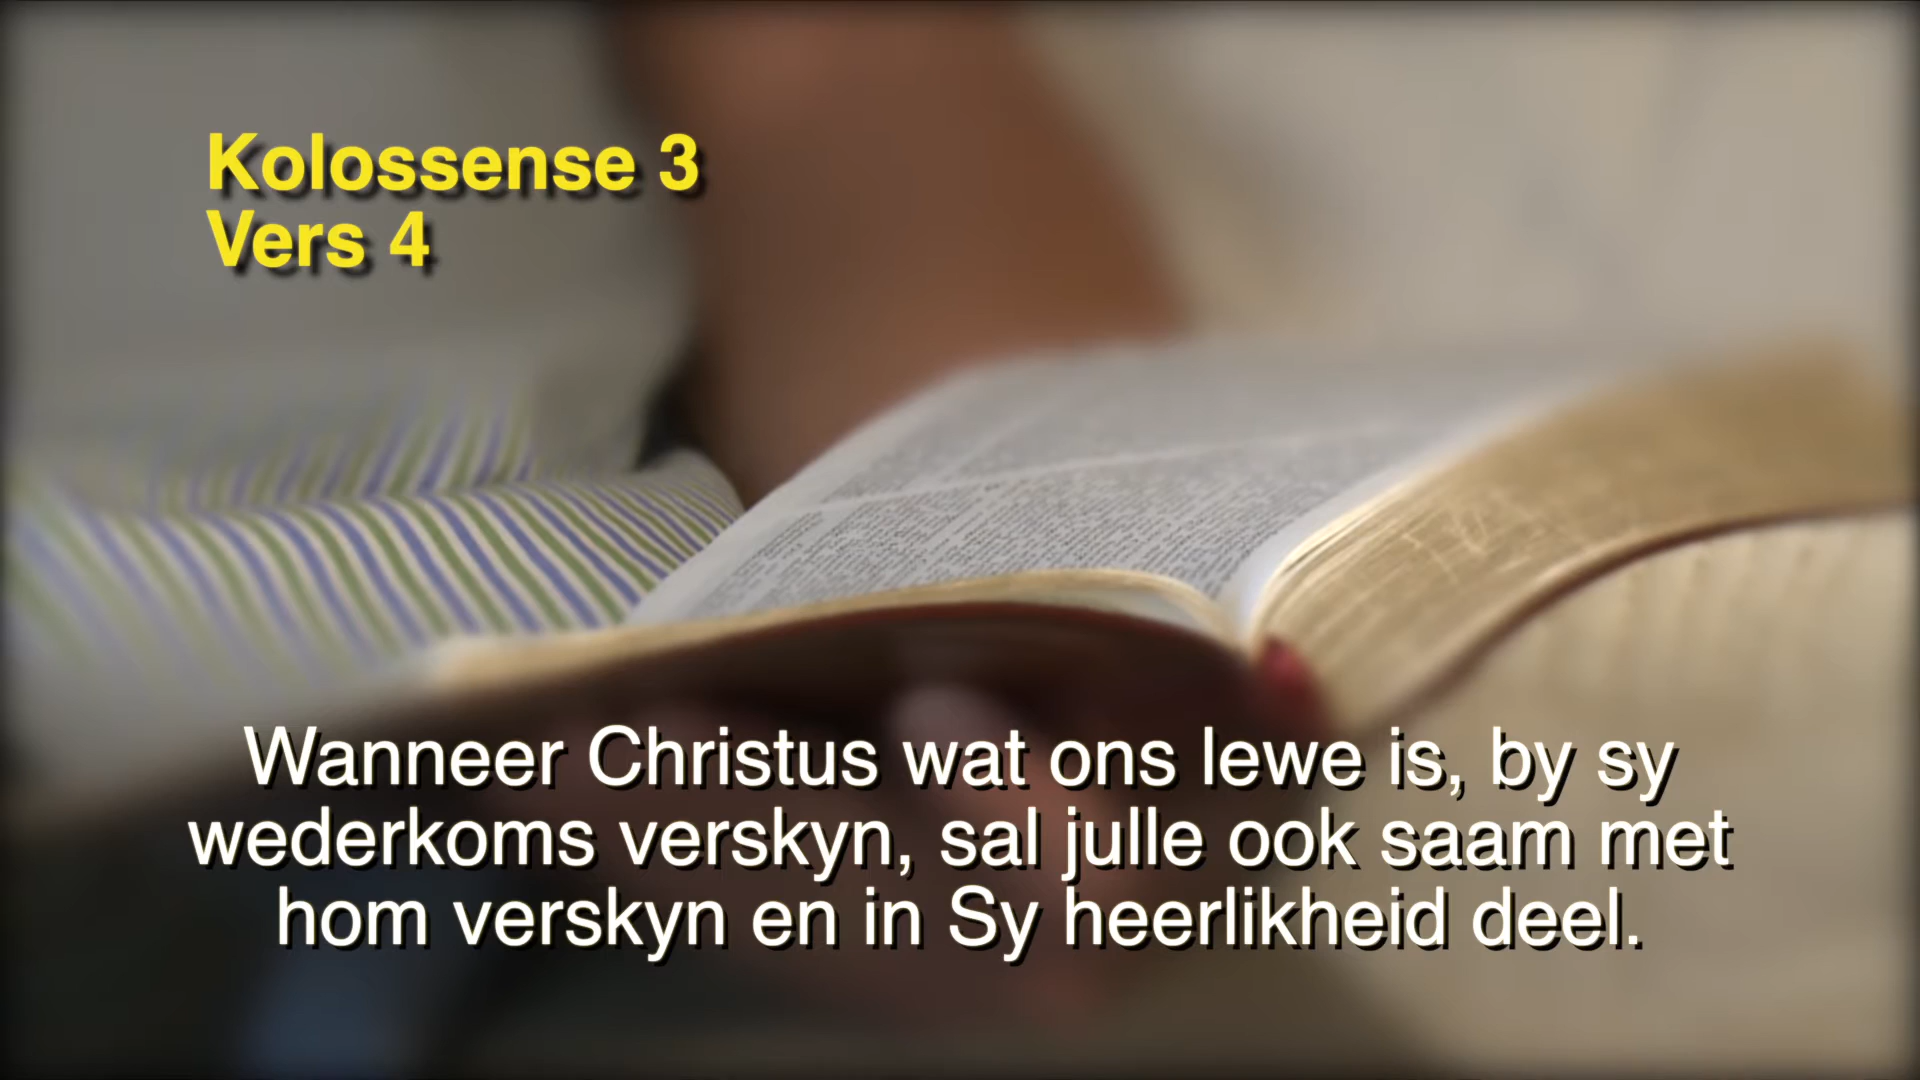 Kolossense 3
Vers 4
Wanneer Christus wat ons lewe is, by sy
wederkoms verskyn, sal julle ook saam met
hom verskyn en in Sy heerlikheid deel.